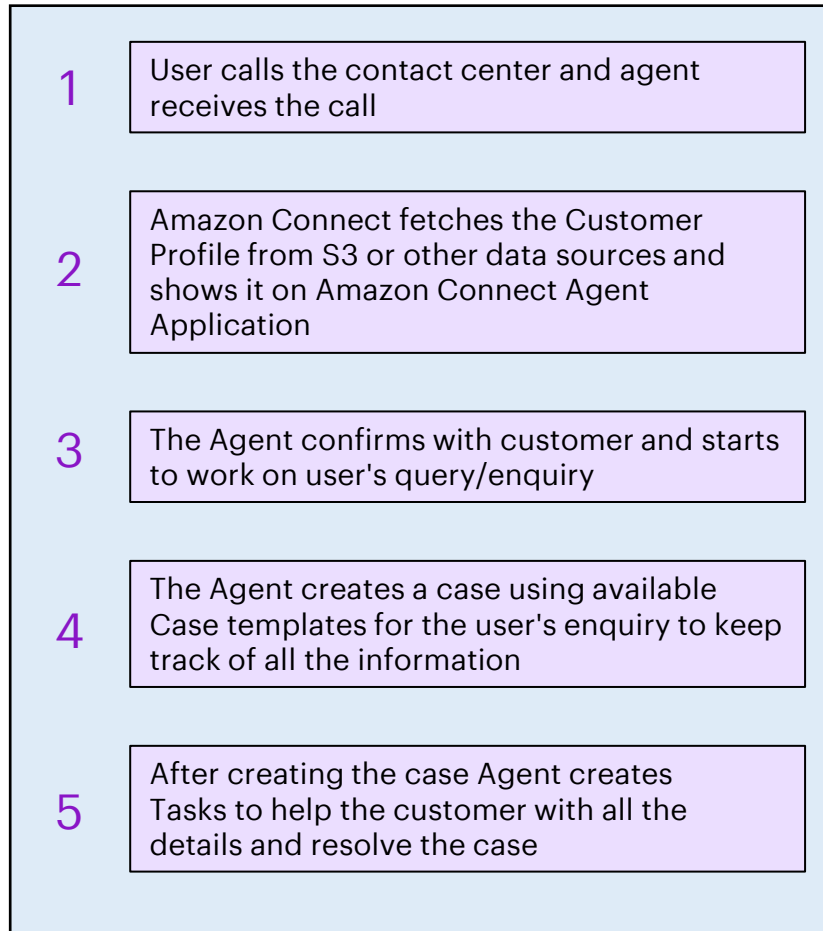 1
User calls the contact center and agent
receives the call
2
Amazon Connect fetches the Customer
Profile from S3 or other data sources and
shows it on Amazon Connect Agent
Application
3
The Agent confirms with customer and starts
to work on user's query/enquiry
4
The Agent creates a case using available
Case templates for the user's enquiry to keep
track of all the information
5
After creating the case Agent creates
Tasks to help the customer with all the
details and resolve the case